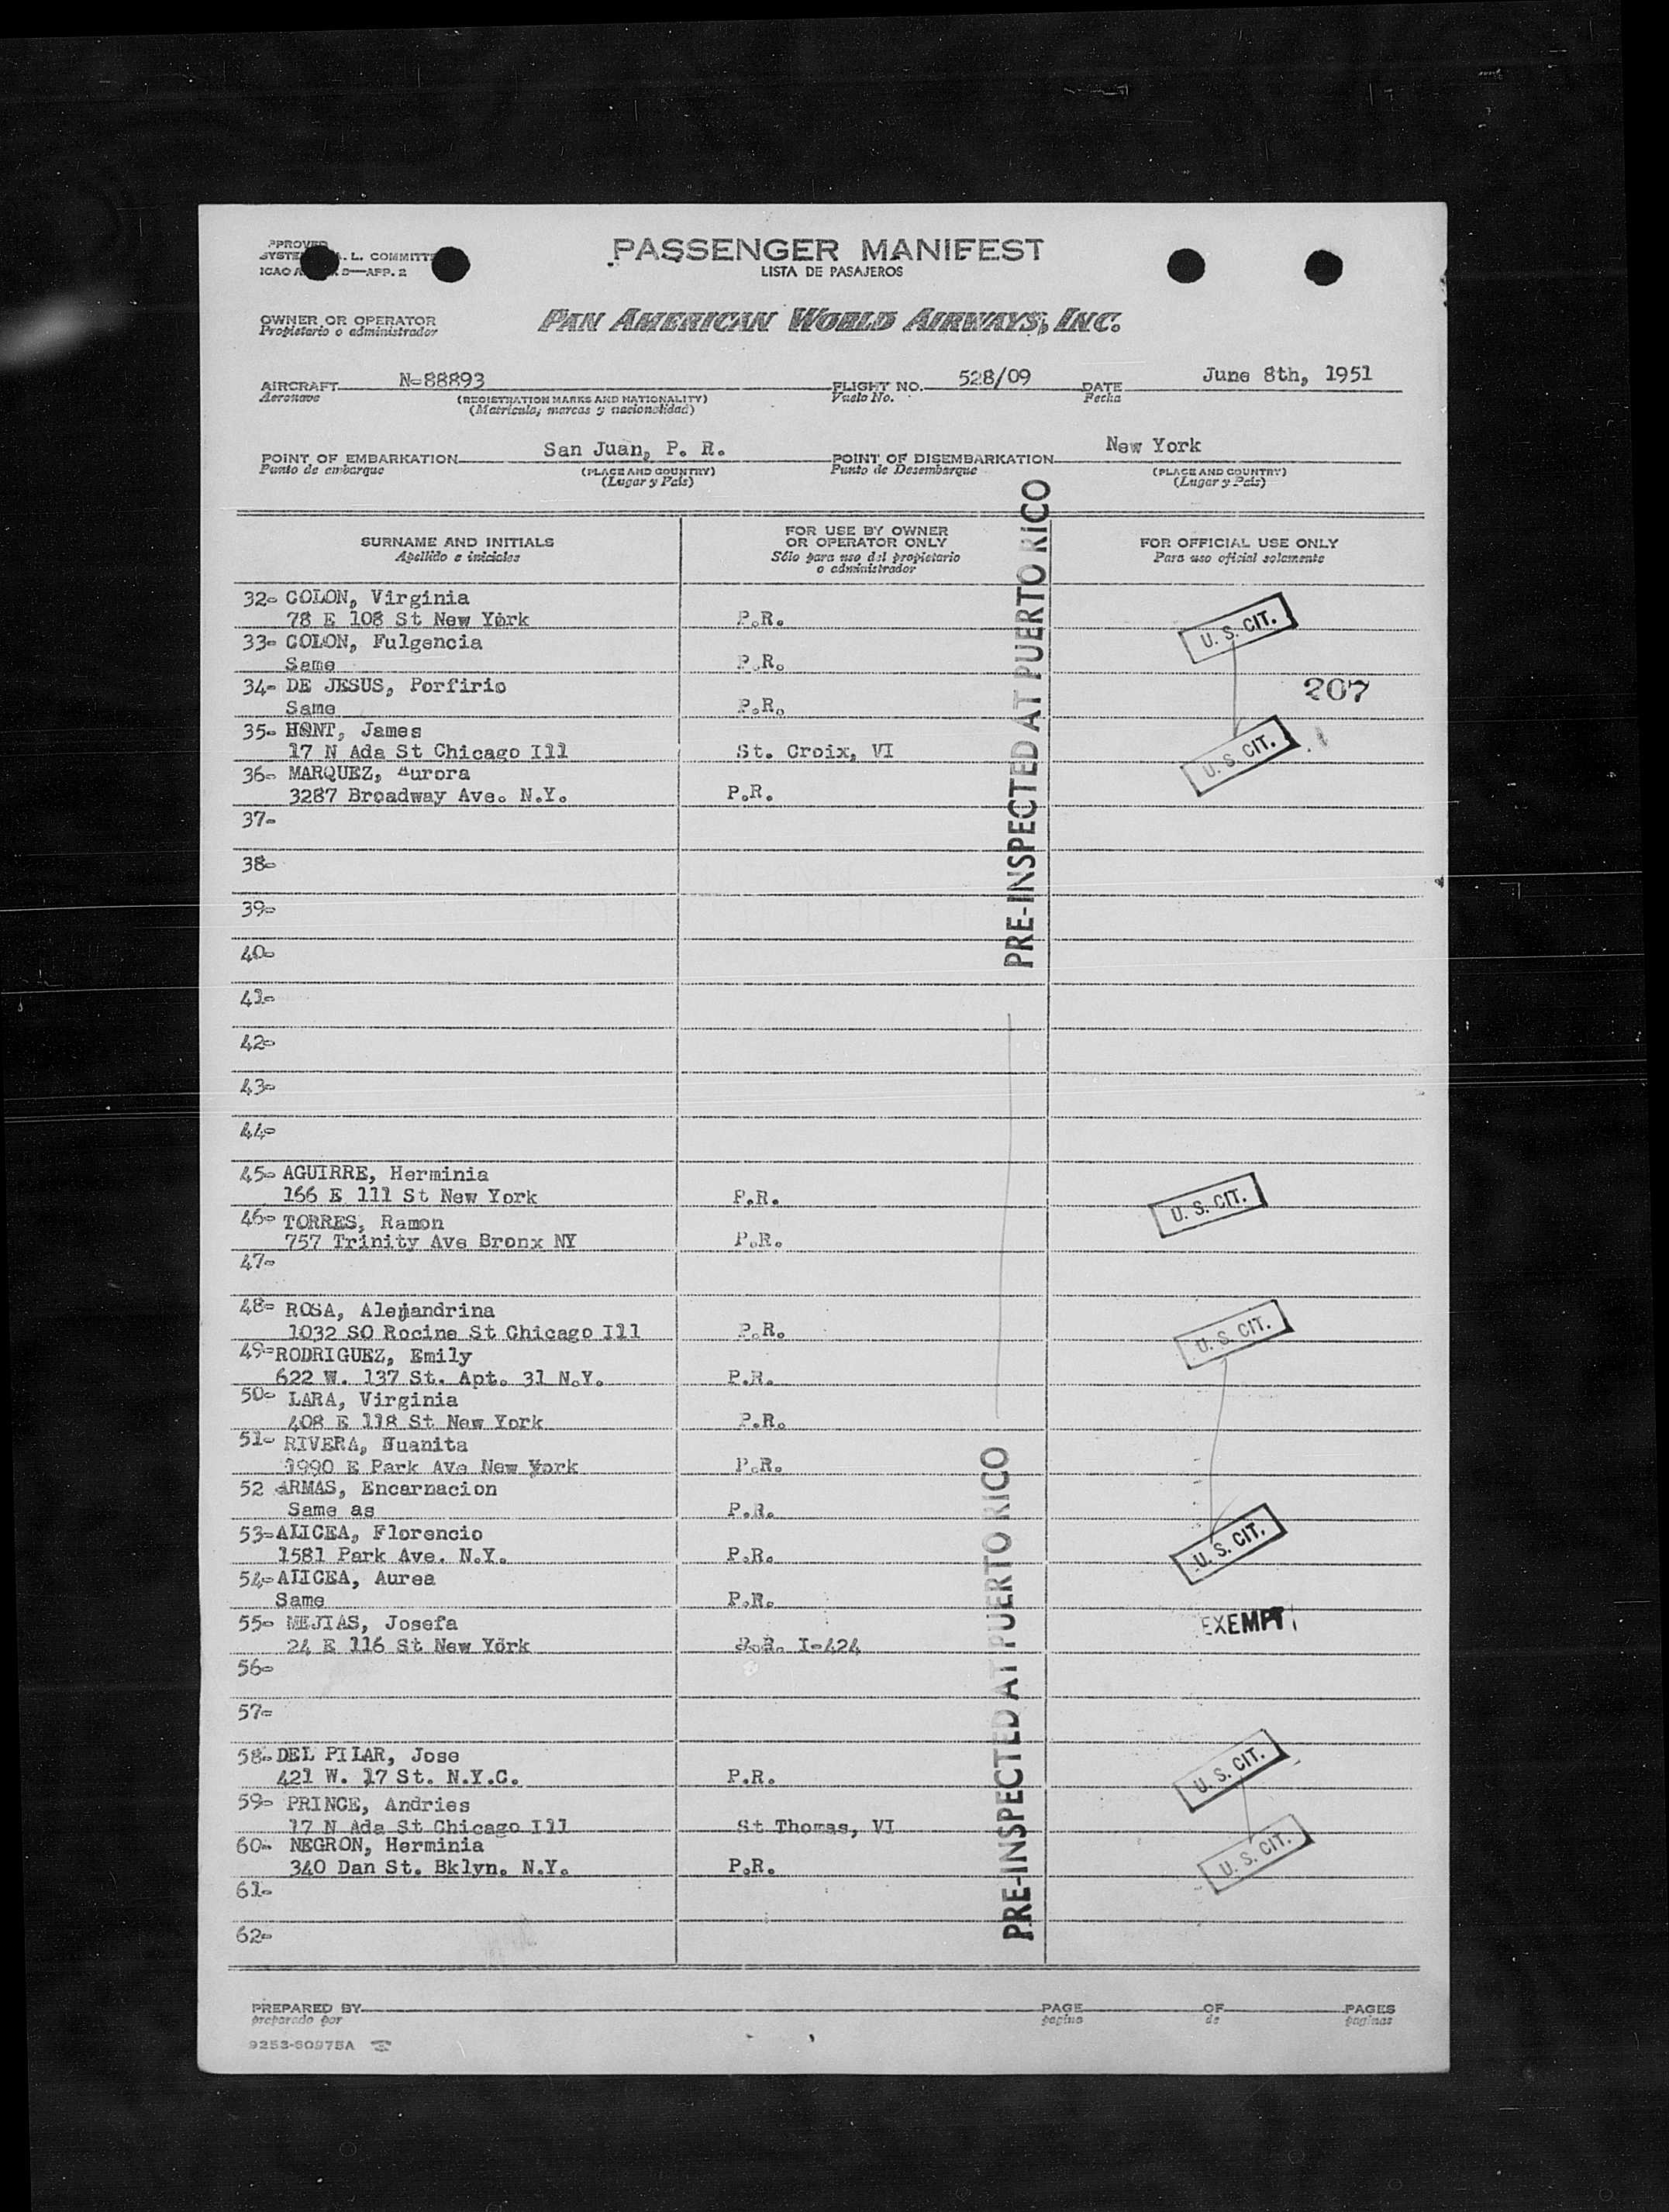 PASSENGER MANIFEST
LISTA DE PASAJEROS
L. COMMITT
APP. 2
OWNER OR OPERATOR
Propietario o administrador
PAN AMERICAN WORLD AIRWAYS, INC.
AIRCRAFT N-88893 FLIGHT NO. 528/09 DATE June 8th, 1951
Aeronave (REGISTRATION MARKS AND NATIONALITY) Vuelo No. Fecha
(Matrícula, marcas y nacionalidad)
POINT OF EMBARKATION San Juan, P. R. POINT OF DISEMBARKATION New York
Punto de embarque (PLACE AND COUNTRY) Punto de Desembarque (PLACE AND COUNTRY)
(Lugar y País) (Lugar y País)
SURNAME AND INITIALS
Apellido e iniciales
FOR USE BY OWNER
OR OPERATOR ONLY
Sólo para uso del propietario
o administrador
FOR OFFICIAL USE ONLY
Para uso oficial solamente
PRE-INSPECTED AT PUERTO RICO
32- COLON, Virginia
78 E 108 St New York P.R. U. S. CIT.
33- COLON, Fulgencia
Same P.R.
34- DE JESUS, Porfirio 207
Same P.R.
35- HONT, James
17 N Ada St Chicago Ill St. Croix, VI U. S. CIT.
36- MARQUEZ, Aurora
3287 Broadway Ave. N.Y. P.R.
37-
38-
39-
40-
41-
42-
43-
44-
45- AGUIRRE, Herminia
166 E 111 St New York P.R. U. S. CIT.
46- TORRES, Ramon
757 Trinity Ave Bronx NY P.R.
47-
48- ROSA, Alejandrina
1032 SO Rocine St Chicago Ill P.R. U. S. CIT.
49- RODRIGUEZ, Emily
622 W. 137 St. Apt. 31 N.Y. P.R.
50- LARA, Virginia
408 E 118 St New York P.R.
51- RIVERA, Nuanita
1990 E Park Ave New York P.R.
52 ARMAS, Encarnacion
Same as P.R.
53- ALICEA, Florencio
1581 Park Ave. N.Y. P.R. U. S. CIT.
54- ALICEA, Aurea
Same P.R.
55- MEJIAS, Josefa EXEMPT
24 E 116 St New York P.R. I-424
56-
57-
PRE-INSPECTED AT PUERTO RICO
58- DEL PILAR, Jose
421 W. 17 St. N.Y.C. P.R. U. S. CIT.
59- PRINCE, Andries
17 N Ada St Chicago Ill St Thomas, VI
60- NEGRON, Herminia
340 Dan St. Bklyn. N.Y. P.R. U. S. CIT.
61-
62-
PREPARED BY PAGE OF PAGES
preparado por página de páginas
9253-50975A